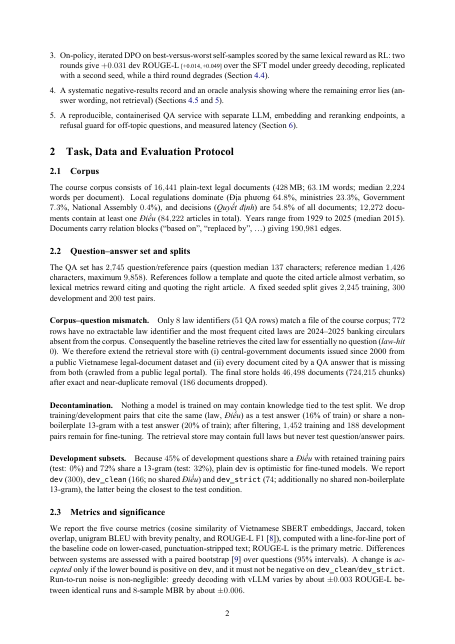 3. On-policy, iterated DPO on best-versus-worst self-samples scored by the same lexical reward as RL: two
rounds give +0.031 dev ROUGE-L [+0.014, +0.049] over the SFT model under greedy decoding, replicated
with a second seed, while a third round degrades (Section 4.4).
4. A systematic negative-results record and an oracle analysis showing where the remaining error lies (an-
swer wording, not retrieval) (Sections 4.5 and 5).
5. A reproducible, containerised QA service with separate LLM, embedding and reranking endpoints, a
refusal guard for off-topic questions, and measured latency (Section 6).
2 Task, Data and Evaluation Protocol
2.1 Corpus
The course corpus consists of 16,441 plain-text legal documents (428 MB; 63.1M words; median 2,224
words per document). Local regulations dominate (Địa phương 64.8%, ministries 23.3%, Government
7.3%, National Assembly 0.4%), and decisions (Quyết định) are 54.8% of all documents; 12,272 docu-
ments contain at least one Điều (84,222 articles in total). Years range from 1929 to 2025 (median 2015).
Documents carry relation blocks (“based on”, “replaced by”, …) giving 190,981 edges.
2.2 Question–answer set and splits
The QA set has 2,745 question/reference pairs (question median 137 characters; reference median 1,426
characters, maximum 9,858). References follow a template and quote the cited article almost verbatim, so
lexical metrics reward citing and quoting the right article. A fixed seeded split gives 2,245 training, 300
development and 200 test pairs.
Corpus–question mismatch. Only 8 law identifiers (51 QA rows) match a file of the course corpus; 772
rows have no extractable law identifier and the most frequent cited laws are 2024–2025 banking circulars
absent from the corpus. Consequently the baseline retrieves the cited law for essentially no question (law-hit
0). We therefore extend the retrieval store with (i) central-government documents issued since 2000 from
a public Vietnamese legal-document dataset and (ii) every document cited by a QA answer that is missing
from both (crawled from a public legal portal). The final store holds 46,498 documents (724,215 chunks)
after exact and near-duplicate removal (186 documents dropped).
Decontamination. Nothing a model is trained on may contain knowledge tied to the test split. We drop
training/development pairs that cite the same (law, Điều) as a test answer (16% of train) or share a non-
boilerplate 13-gram with a test answer (20% of train); after filtering, 1,452 training and 188 development
pairs remain for fine-tuning. The retrieval store may contain full laws but never test question/answer pairs.
Development subsets. Because 45% of development questions share a Điều with retained training pairs
(test: 0%) and 72% share a 13-gram (test: 32%), plain dev is optimistic for fine-tuned models. We report
dev (300), dev_clean (166; no shared Điều) and dev_strict (74; additionally no shared non-boilerplate
13-gram), the latter being the closest to the test condition.
2.3 Metrics and significance
We report the five course metrics (cosine similarity of Vietnamese SBERT embeddings, Jaccard, token
overlap, unigram BLEU with brevity penalty, and ROUGE-L F1 [8]), computed with a line-for-line port of
the baseline code on lower-cased, punctuation-stripped text; ROUGE-L is the primary metric. Differences
between systems are assessed with a paired bootstrap [9] over questions (95% intervals). A change is ac-
cepted only if the lower bound is positive on dev, and it must not be negative on dev_clean/dev_strict.
Run-to-run noise is non-negligible: greedy decoding with vLLM varies by about ±0.003 ROUGE-L be-
tween identical runs and 8-sample MBR by about ±0.006.
2